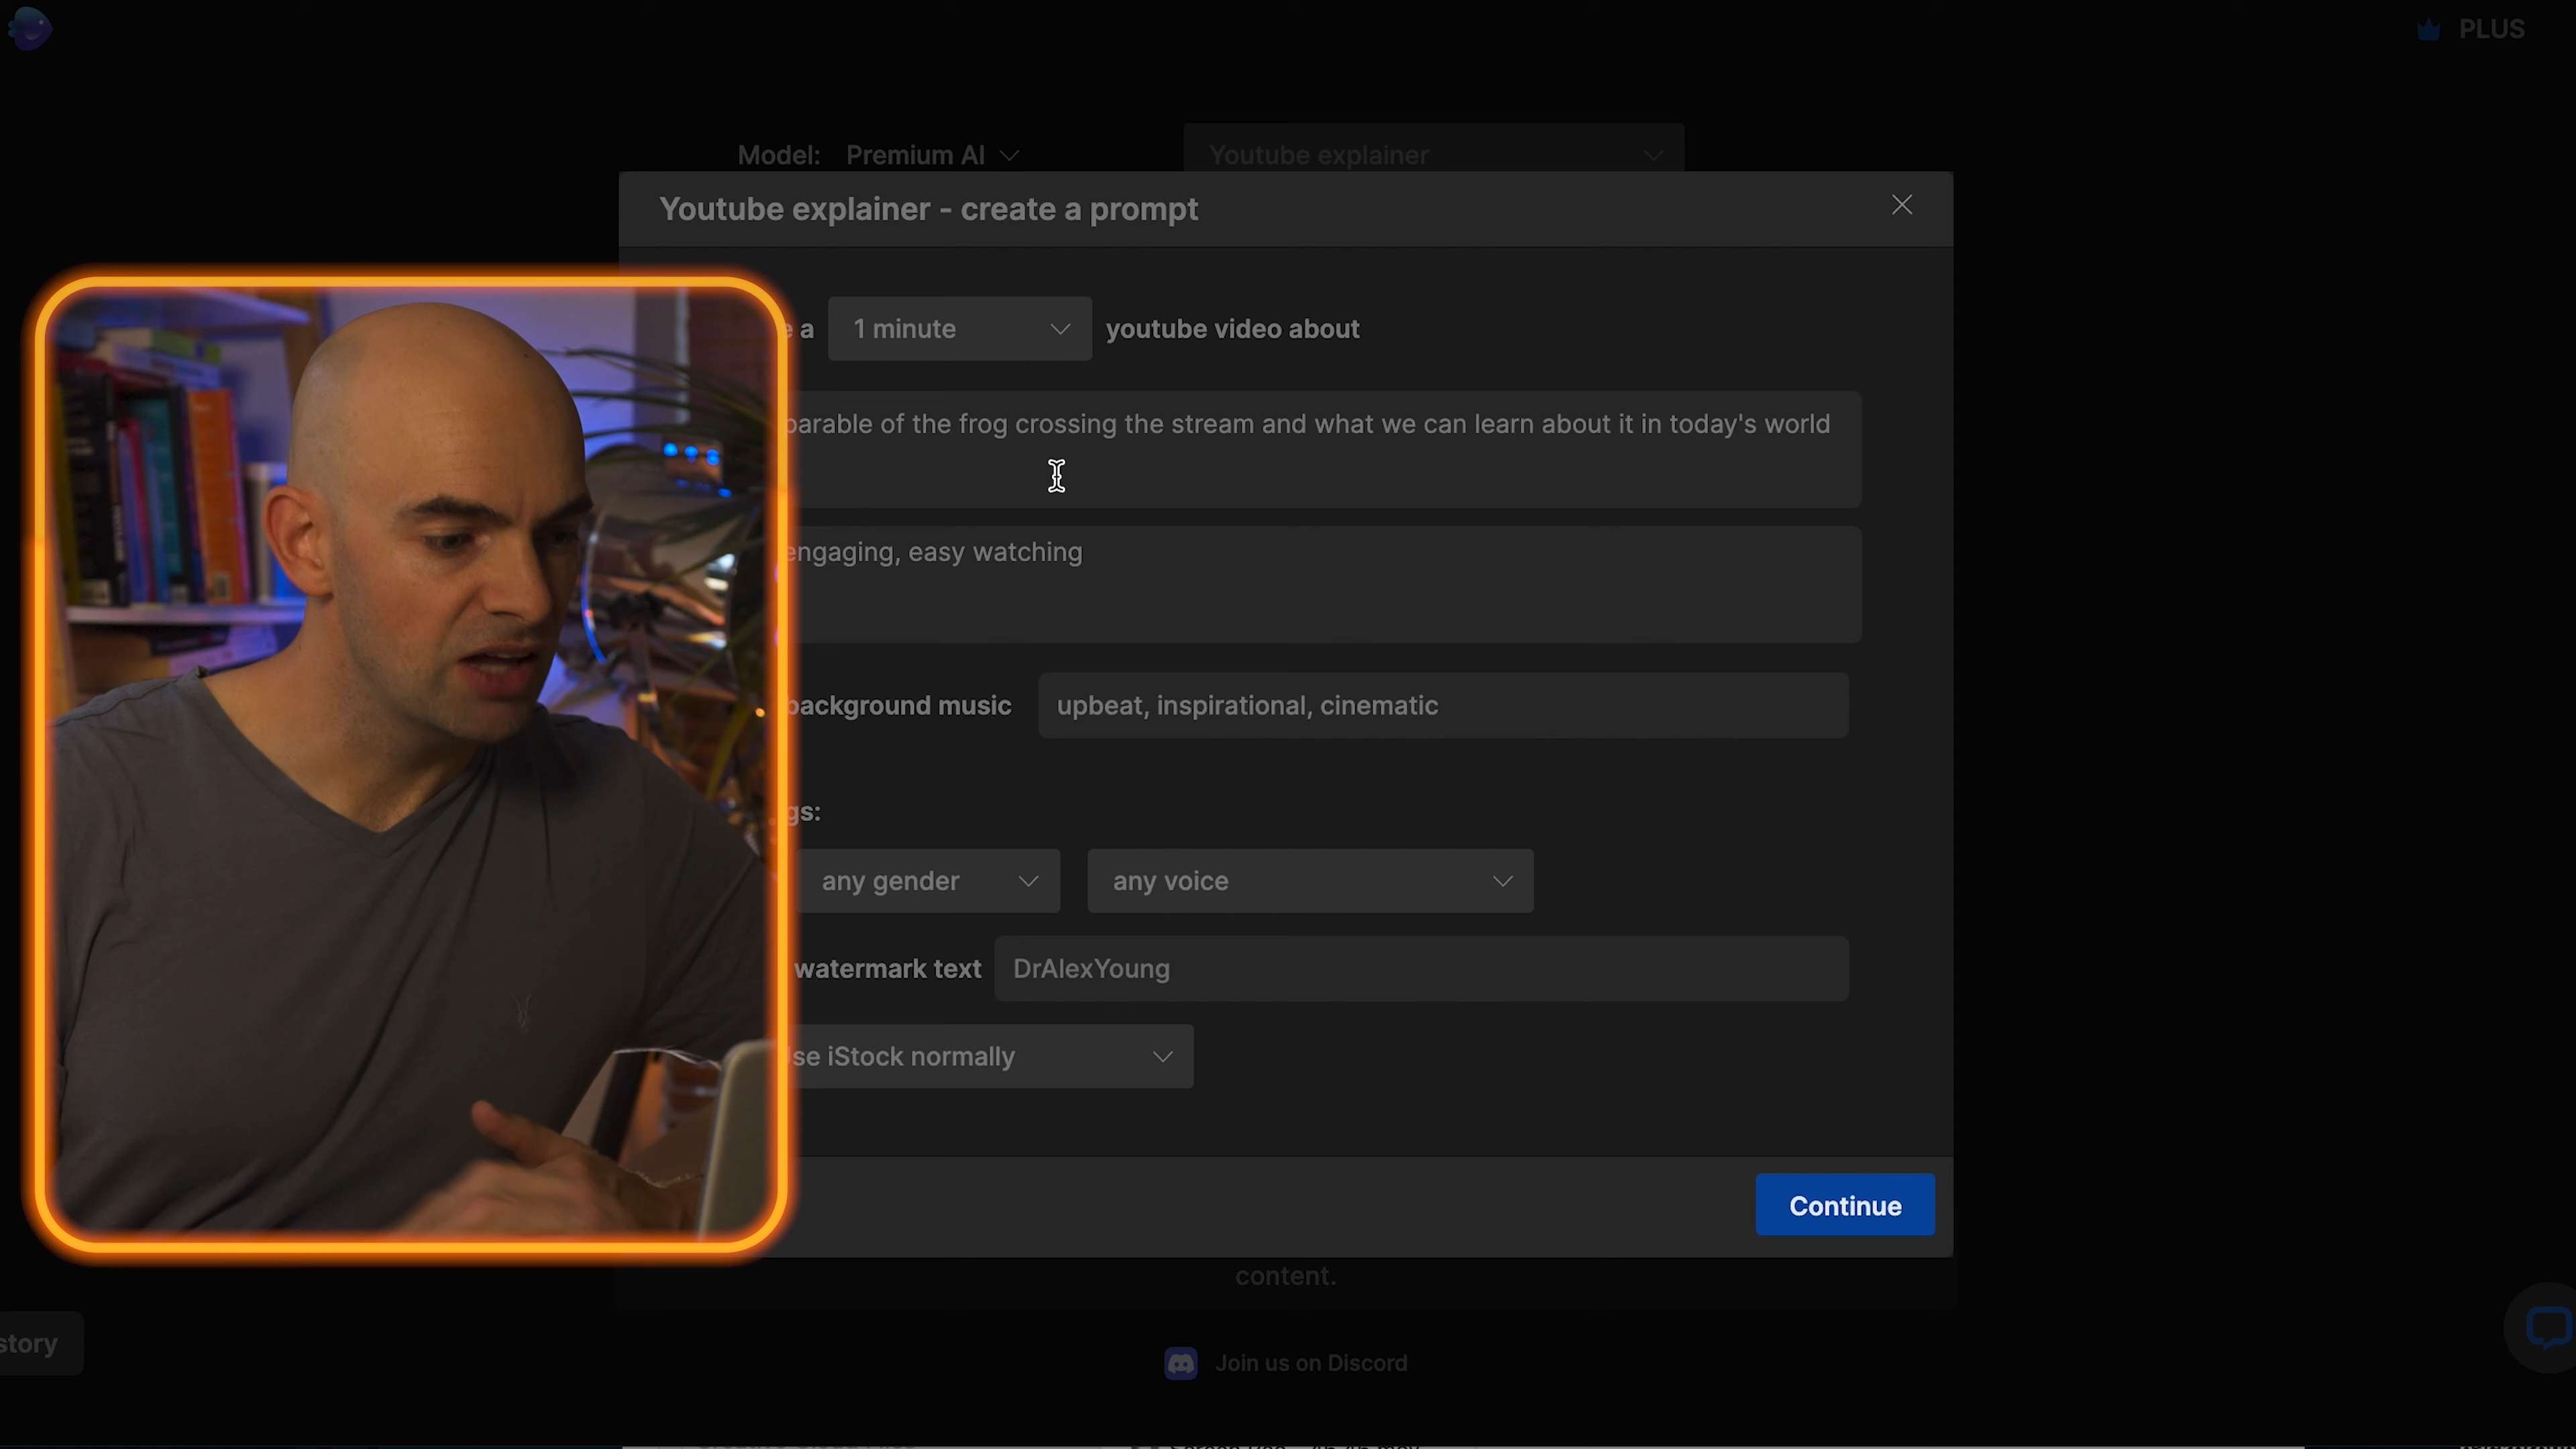 PLUS
Model: Premium AI
Youtube explainer
Youtube explainer - create a prompt
e a 1 minute youtube video about
parable of the frog crossing the stream and what we can learn about it in today's world
engaging, easy watching
background music upbeat, inspirational, cinematic
gs:
any gender any voice
watermark text DrAlexYoung
se iStock normally
Continue
content.
story
Join us on Discord